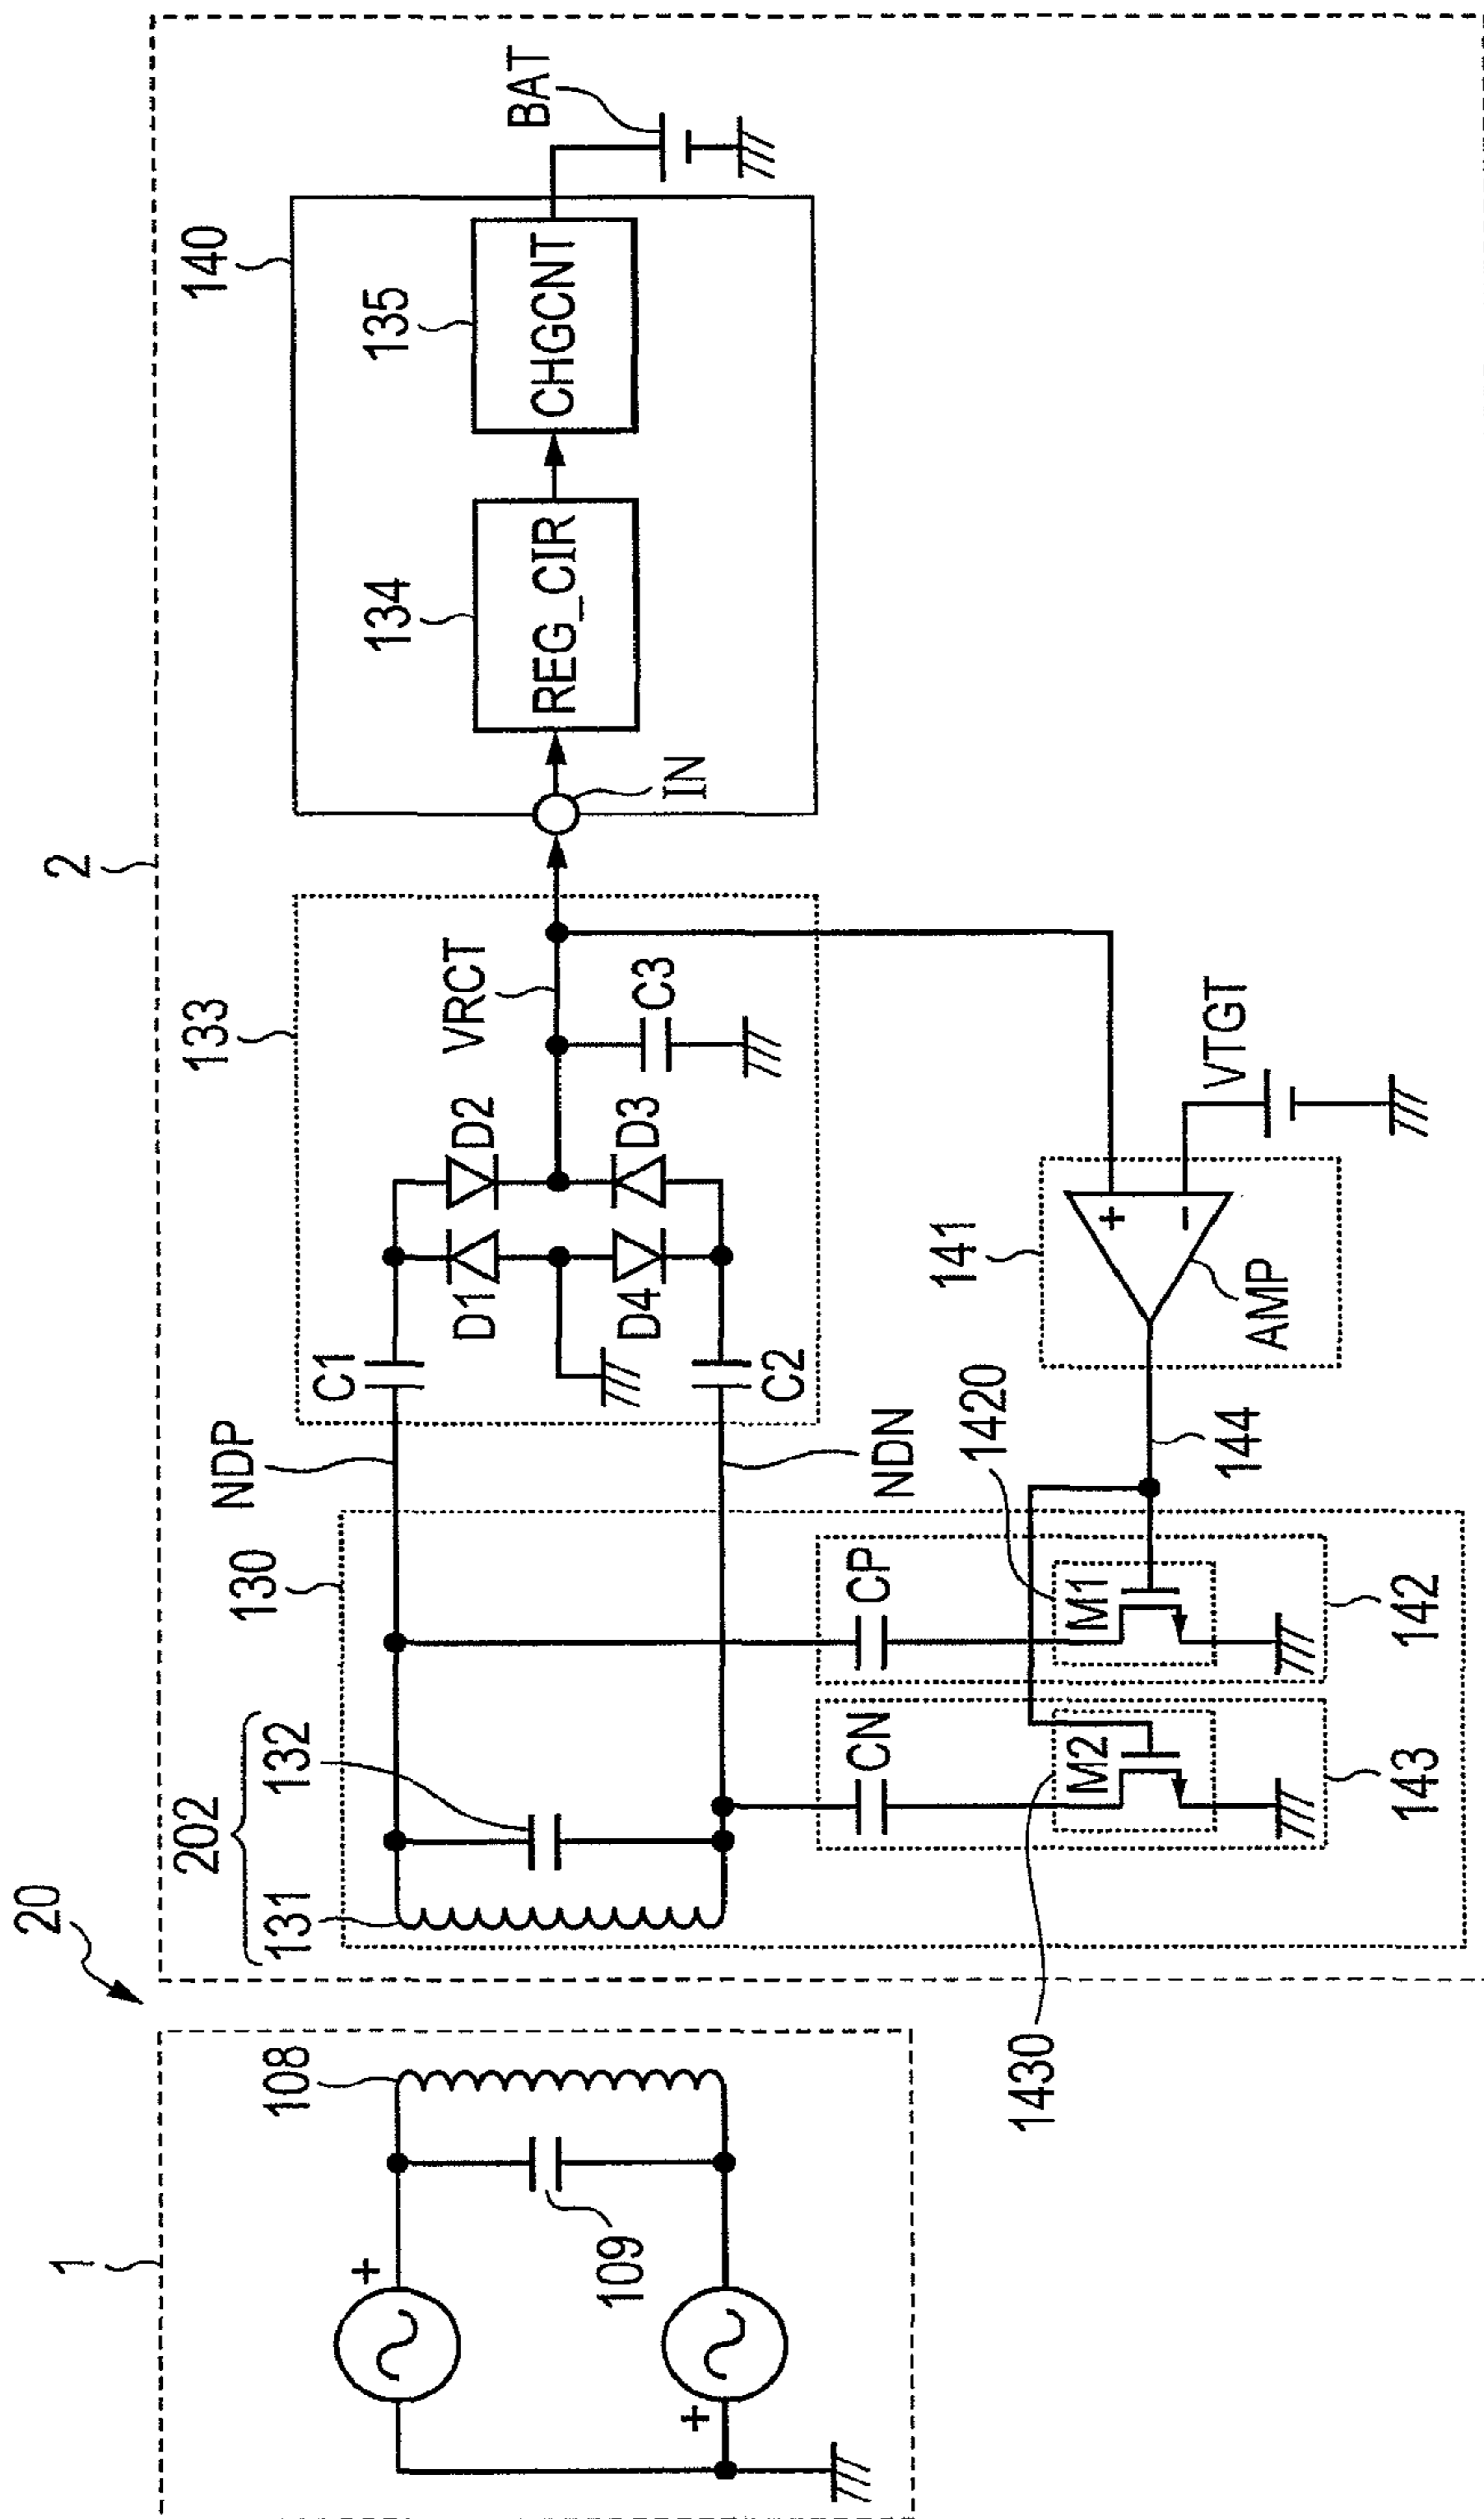 20
1
+
+
108
109
2
202
131
132
130
NDP
NDN
CN
CP
M2
M1
1430
1420
143
142
144
141
AMP
+
−
VTGT
133
C1
C2
D1
D2
D4
D3
VRCT
C3
IN
140
134
REG_CIR
135
CHGCNT
BAT